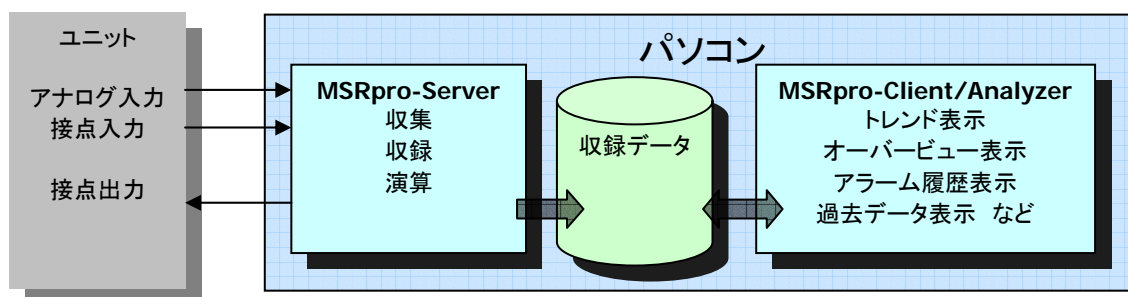 ユニット
アナログ入力
接点入力
接点出力
パソコン
MSRpro-Server
収集
収録
演算
収録データ
MSRpro-Client/Analyzer
トレンド表示
オーバービュー表示
アラーム履歴表示
過去データ表示 など